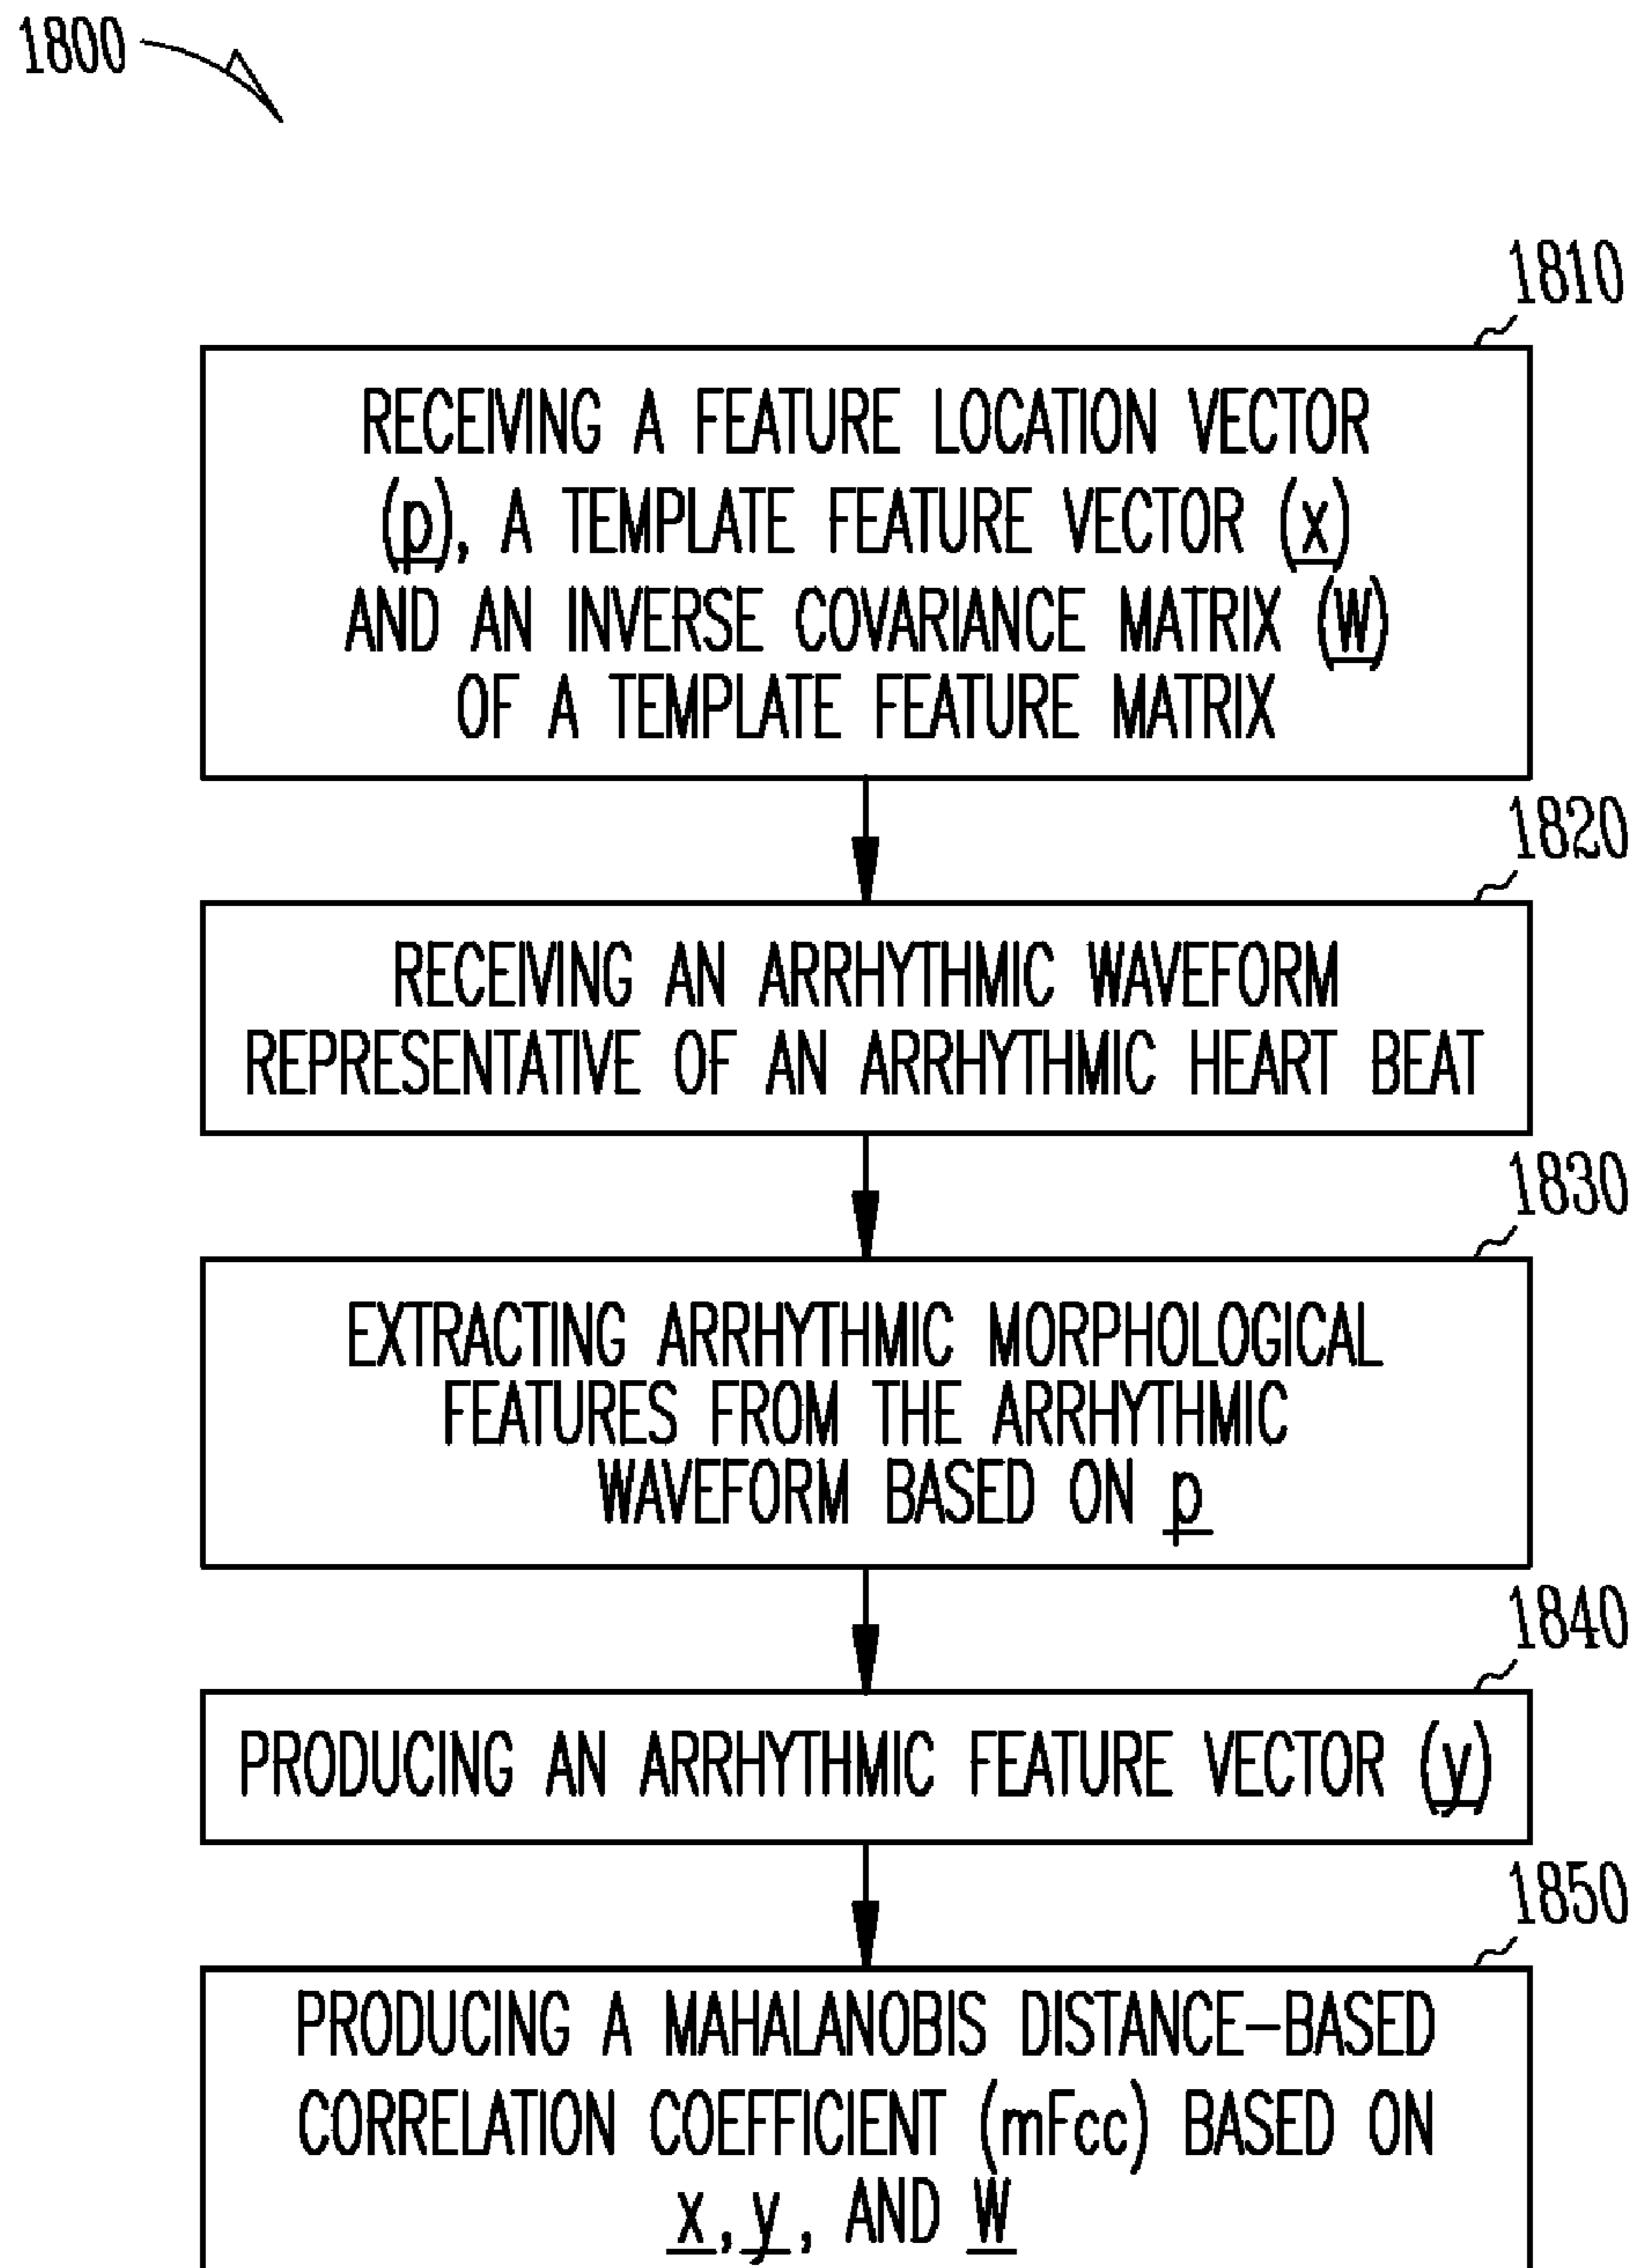 1800
1810
RECEIVING A FEATURE LOCATION VECTOR
(p), A TEMPLATE FEATURE VECTOR (x)
AND AN INVERSE COVARIANCE MATRIX (W)
OF A TEMPLATE FEATURE MATRIX
1820
RECEIVING AN ARRHYTHMIC WAVEFORM
REPRESENTATIVE OF AN ARRHYTHMIC HEART BEAT
1830
EXTRACTING ARRHYTHMIC MORPHOLOGICAL
FEATURES FROM THE ARRHYTHMIC
WAVEFORM BASED ON p
1840
PRODUCING AN ARRHYTHMIC FEATURE VECTOR (y)
1850
PRODUCING A MAHALANOBIS DISTANCE-BASED
CORRELATION COEFFICIENT (mFcc) BASED ON
x, y, AND W